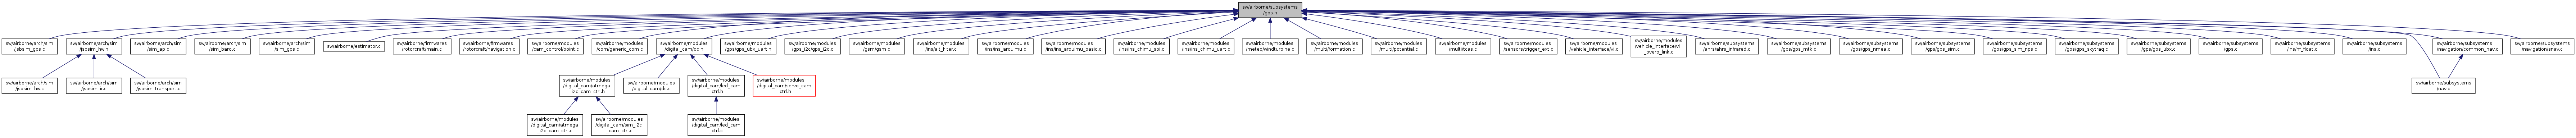 sw/airborne/subsystems
/gps.h
sw/airborne/arch/sim
/jsbsim_gps.c
sw/airborne/arch/sim
/jsbsim_hw.h
sw/airborne/arch/sim
/sim_ap.c
sw/airborne/arch/sim
/sim_baro.c
sw/airborne/arch/sim
/sim_gps.c
sw/airborne/estimator.c
sw/airborne/firmwares
/rotorcraft/main.c
sw/airborne/firmwares
/rotorcraft/navigation.c
sw/airborne/modules
/cam_control/point.c
sw/airborne/modules
/com/generic_com.c
sw/airborne/modules
/digital_cam/dc.h
sw/airborne/modules
/gps/gps_ubx_uart.h
sw/airborne/modules
/gps_i2c/gps_i2c.c
sw/airborne/modules
/gsm/gsm.c
sw/airborne/modules
/ins/alt_filter.c
sw/airborne/modules
/ins/ins_arduimu.c
sw/airborne/modules
/ins/ins_arduimu_basic.c
sw/airborne/modules
/ins/ins_chimu_spi.c
sw/airborne/modules
/ins/ins_chimu_uart.c
sw/airborne/modules
/meteo/windturbine.c
sw/airborne/modules
/multi/formation.c
sw/airborne/modules
/multi/potential.c
sw/airborne/modules
/multi/tcas.c
sw/airborne/modules
/sensors/trigger_ext.c
sw/airborne/modules
/vehicle_interface/vi.c
sw/airborne/modules
/vehicle_interface/vi
_overo_link.c
sw/airborne/subsystems
/ahrs/ahrs_infrared.c
sw/airborne/subsystems
/gps/gps_mtk.c
sw/airborne/subsystems
/gps/gps_nmea.c
sw/airborne/subsystems
/gps/gps_sim.c
sw/airborne/subsystems
/gps/gps_sim_nps.c
sw/airborne/subsystems
/gps/gps_skytraq.c
sw/airborne/subsystems
/gps/gps_ubx.c
sw/airborne/subsystems
/gps.c
sw/airborne/subsystems
/ins/hf_float.c
sw/airborne/subsystems
/ins.c
sw/airborne/subsystems
/navigation/common_nav.c
sw/airborne/subsystems
/navigation/nav.c
sw/airborne/arch/sim
/jsbsim_hw.c
sw/airborne/arch/sim
/jsbsim_ir.c
sw/airborne/arch/sim
/jsbsim_transport.c
sw/airborne/modules
/digital_cam/atmega
_i2c_cam_ctrl.h
sw/airborne/modules
/digital_cam/dc.c
sw/airborne/modules
/digital_cam/led_cam
_ctrl.h
sw/airborne/modules
/digital_cam/servo_cam
_ctrl.h
sw/airborne/subsystems
/nav.c
sw/airborne/modules
/digital_cam/atmega
_i2c_cam_ctrl.c
sw/airborne/modules
/digital_cam/sim_i2c
_cam_ctrl.c
sw/airborne/modules
/digital_cam/led_cam
_ctrl.c